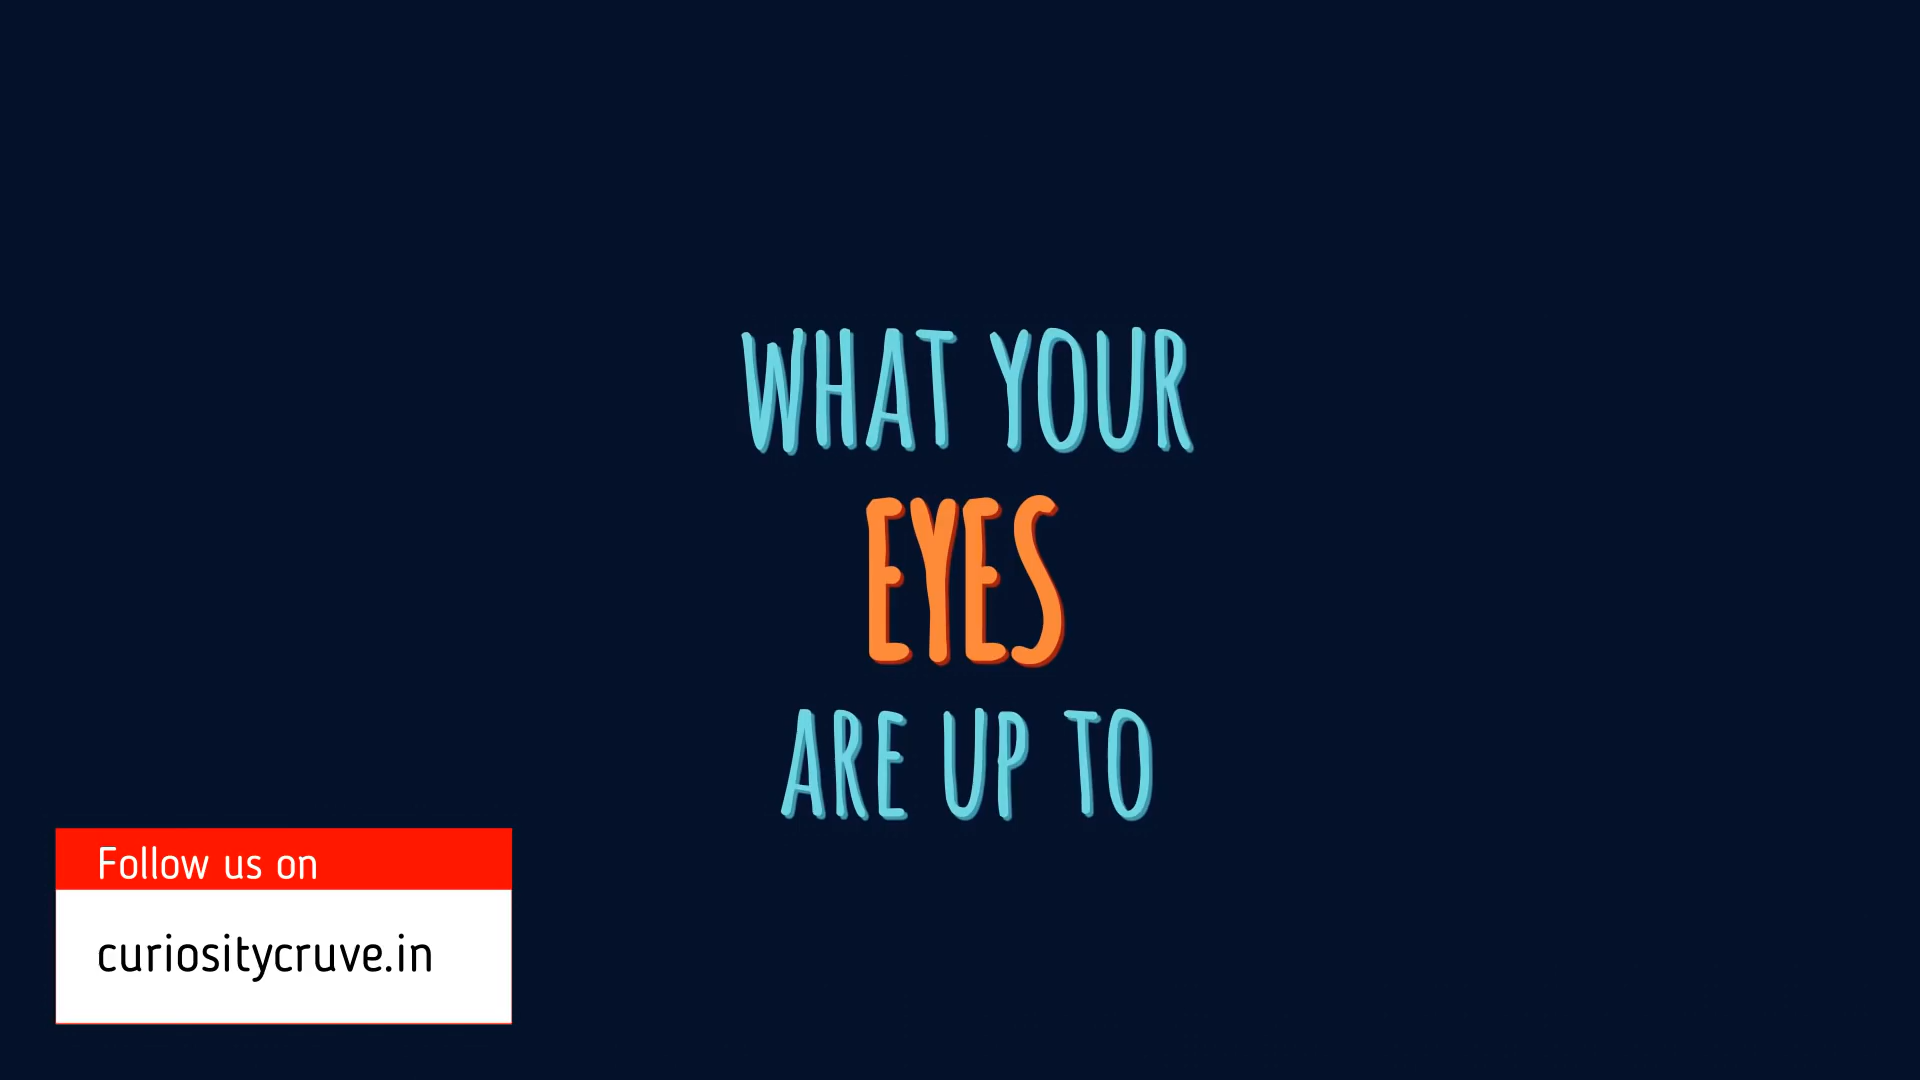 WHAT YOUR
EYES
ARE UP TO
Follow us on
curiositycruve.in